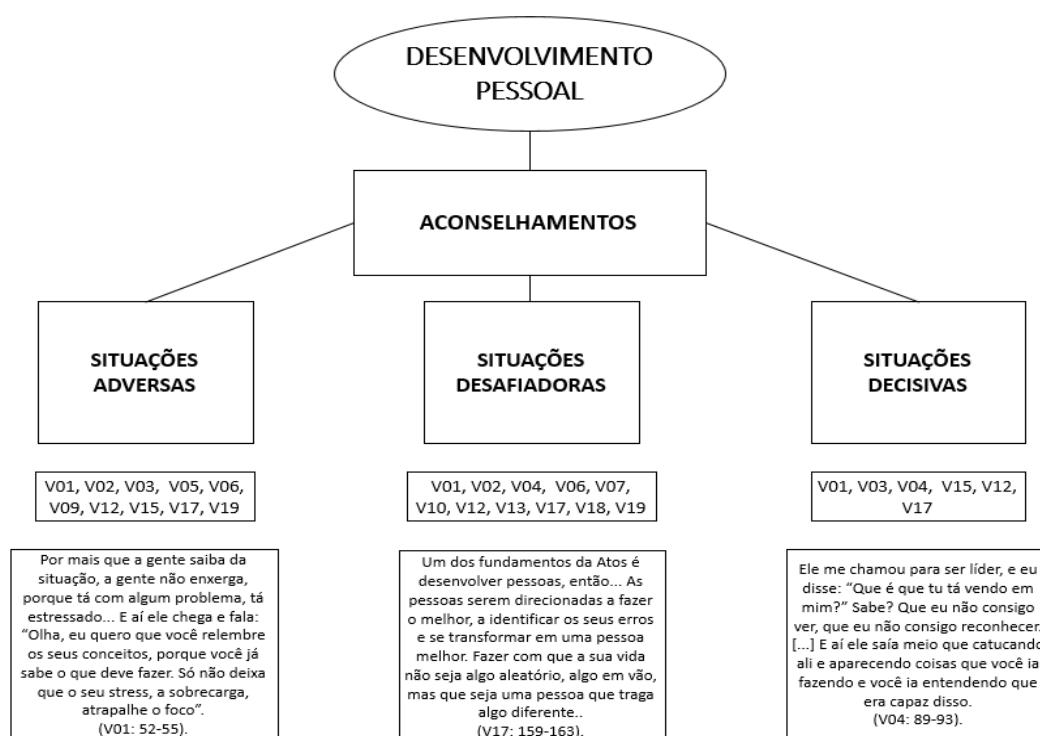 DESENVOLVIMENTO
PESSOAL
ACONSELHAMENTOS
SITUAÇÕES
ADVERSAS
V01, V02, V03, V05, V06,
V09, V12, V15, V17, V19
Por mais que a gente saiba da
situação, a gente não enxerga,
porque tá com algum problema, tá
estressado... E aí ele chega e fala:
“Olha, eu quero que você relembre
os seus conceitos, porque você já
sabe o que deve fazer. Só não deixa
que o seu stress, a sobrecarga,
atrapalhe o foco”.
(V01: 52-55).
SITUAÇÕES
DESAFIADORAS
V01, V02, V04, V06, V07,
V10, V12, V13, V17, V18, V19
Um dos fundamentos da Atos é
desenvolver pessoas, então... As
pessoas serem direcionadas a fazer
o melhor, a identificar os seus erros
e se transformar em uma pessoa
melhor. Fazer com que a sua vida
não seja algo aleatório, algo em vão,
mas que seja uma pessoa que traga
algo diferente..
(V17: 159-163).
SITUAÇÕES
DECISIVAS
V01, V03, V04, V15, V12,
V17
Ele me chamou para ser líder, e eu
disse: “Que é que tu tá vendo em
mim?” Sabe? Que eu não consigo
ver, que eu não consigo reconhecer.
[...] E aí ele saía meio que catucando
ali e aparecendo coisas que você ia
fazendo e você ia entendendo que
era capaz disso.
(V04: 89-93).